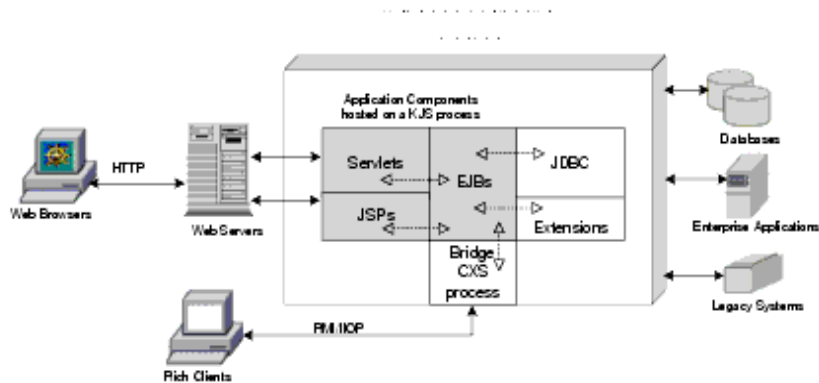 Application Components
hosted on a KJS process
Servlets
EJBs
JDBC
JSPs
Extensions
Bridge
CXS
process
HTTP
Web Browsers
Web Servers
Databases
Enterprise Applications
Legacy Systems
RMI/IIOP
Rich Clients